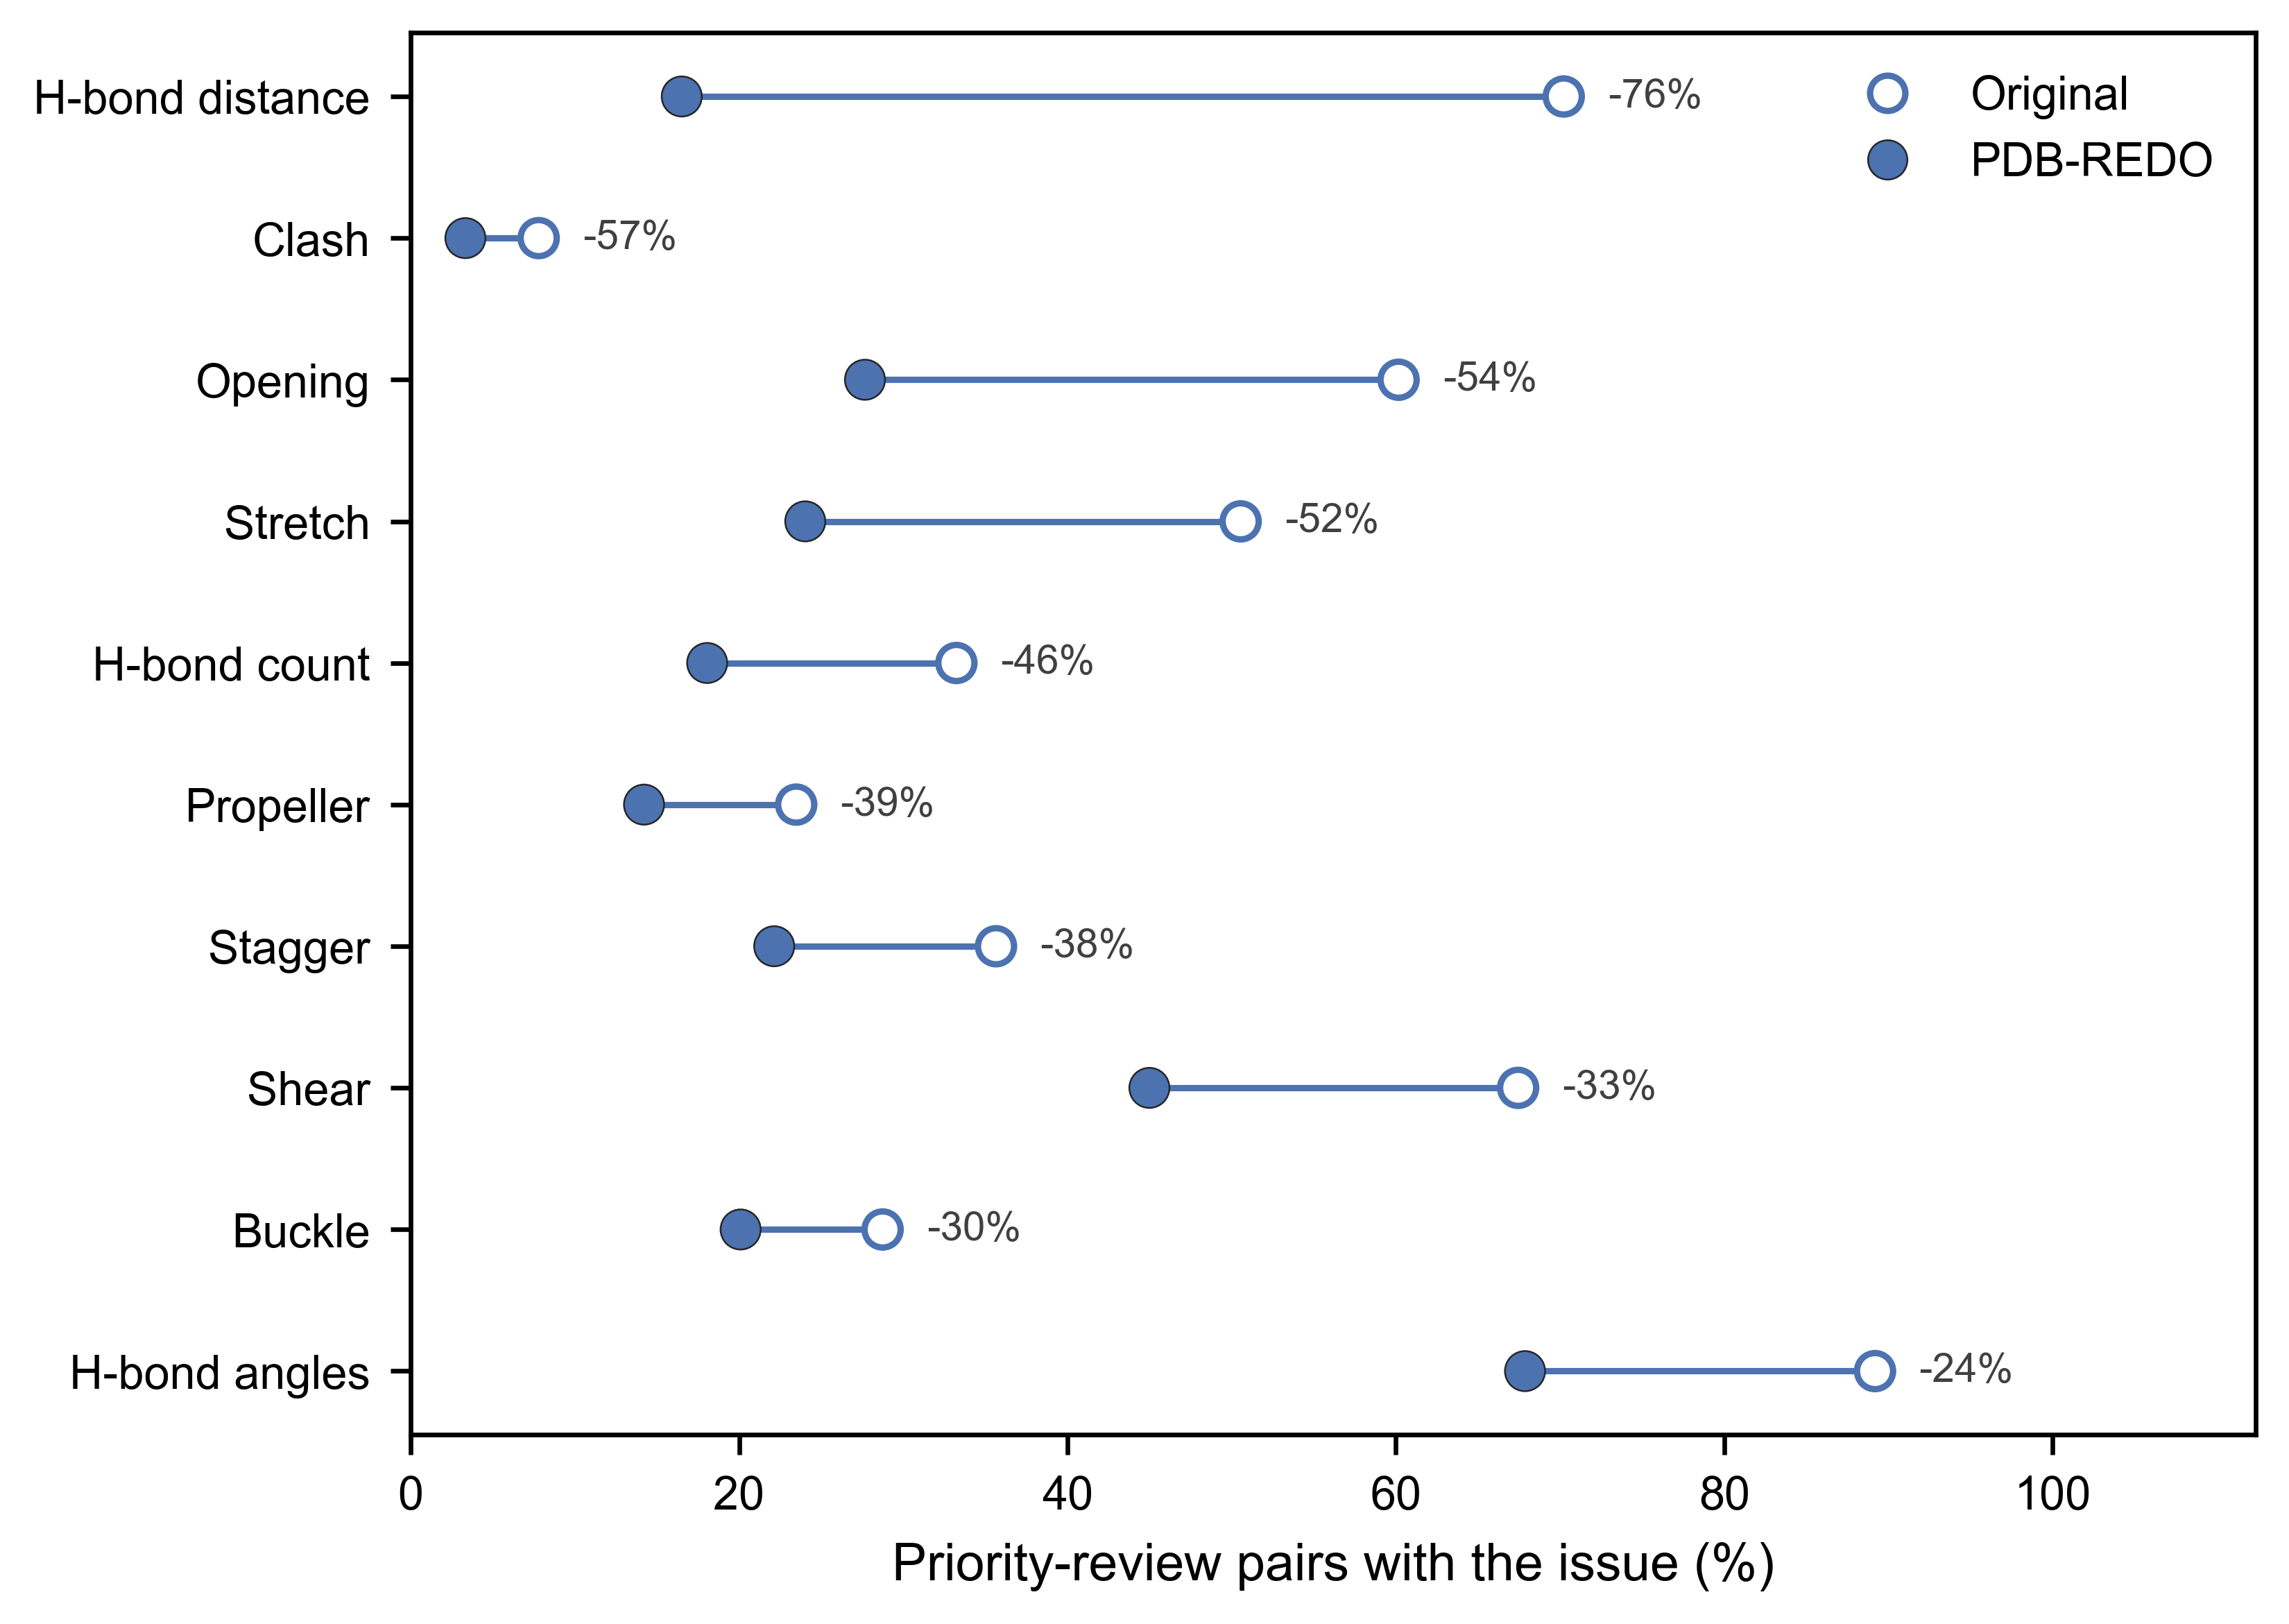 H-bond distance
-76%
Original
PDB-REDO
Clash
-57%
Opening
-54%
Stretch
-52%
H-bond count
-46%
Propeller
-39%
Stagger
-38%
Shear
-33%
Buckle
-30%
H-bond angles
-24%
0 20 40 60 80 100
Priority-review pairs with the issue (%)